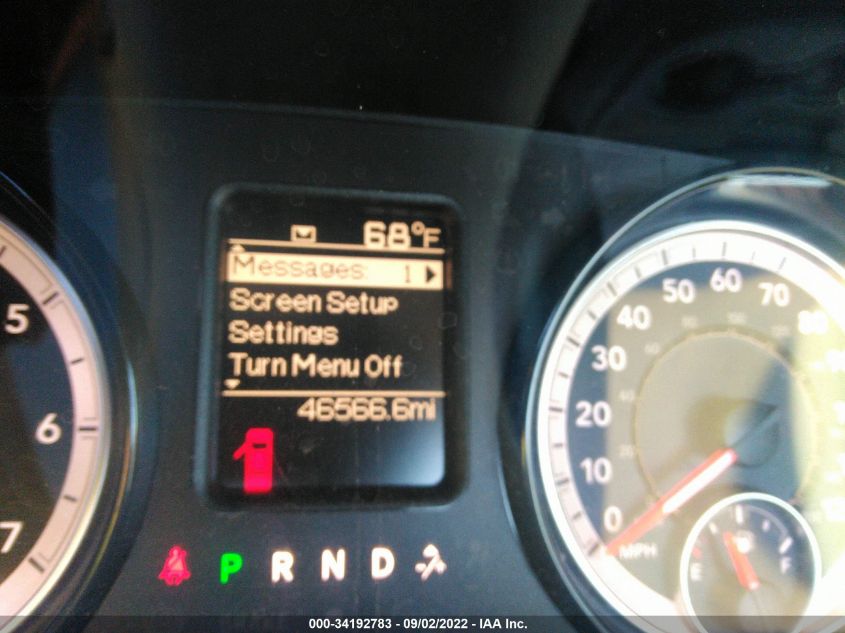 68°F
Messages: 1
Screen Setup
Settings
Turn Menu Off
46566.6mi
5
6
7
0
10
20
30
40
50
60
70
80
MPH
E F
P R N D
000-34192783 - 09/02/2022 - IAA Inc.